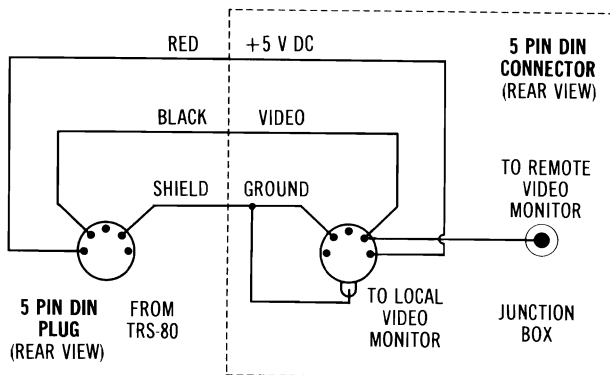 RED +5 V DC
5 PIN DIN
CONNECTOR
(REAR VIEW)
BLACK VIDEO
TO REMOTE
VIDEO
MONITOR
SHIELD GROUND
5 PIN DIN
PLUG
(REAR VIEW)
FROM
TRS-80
TO LOCAL
VIDEO
MONITOR
JUNCTION
BOX